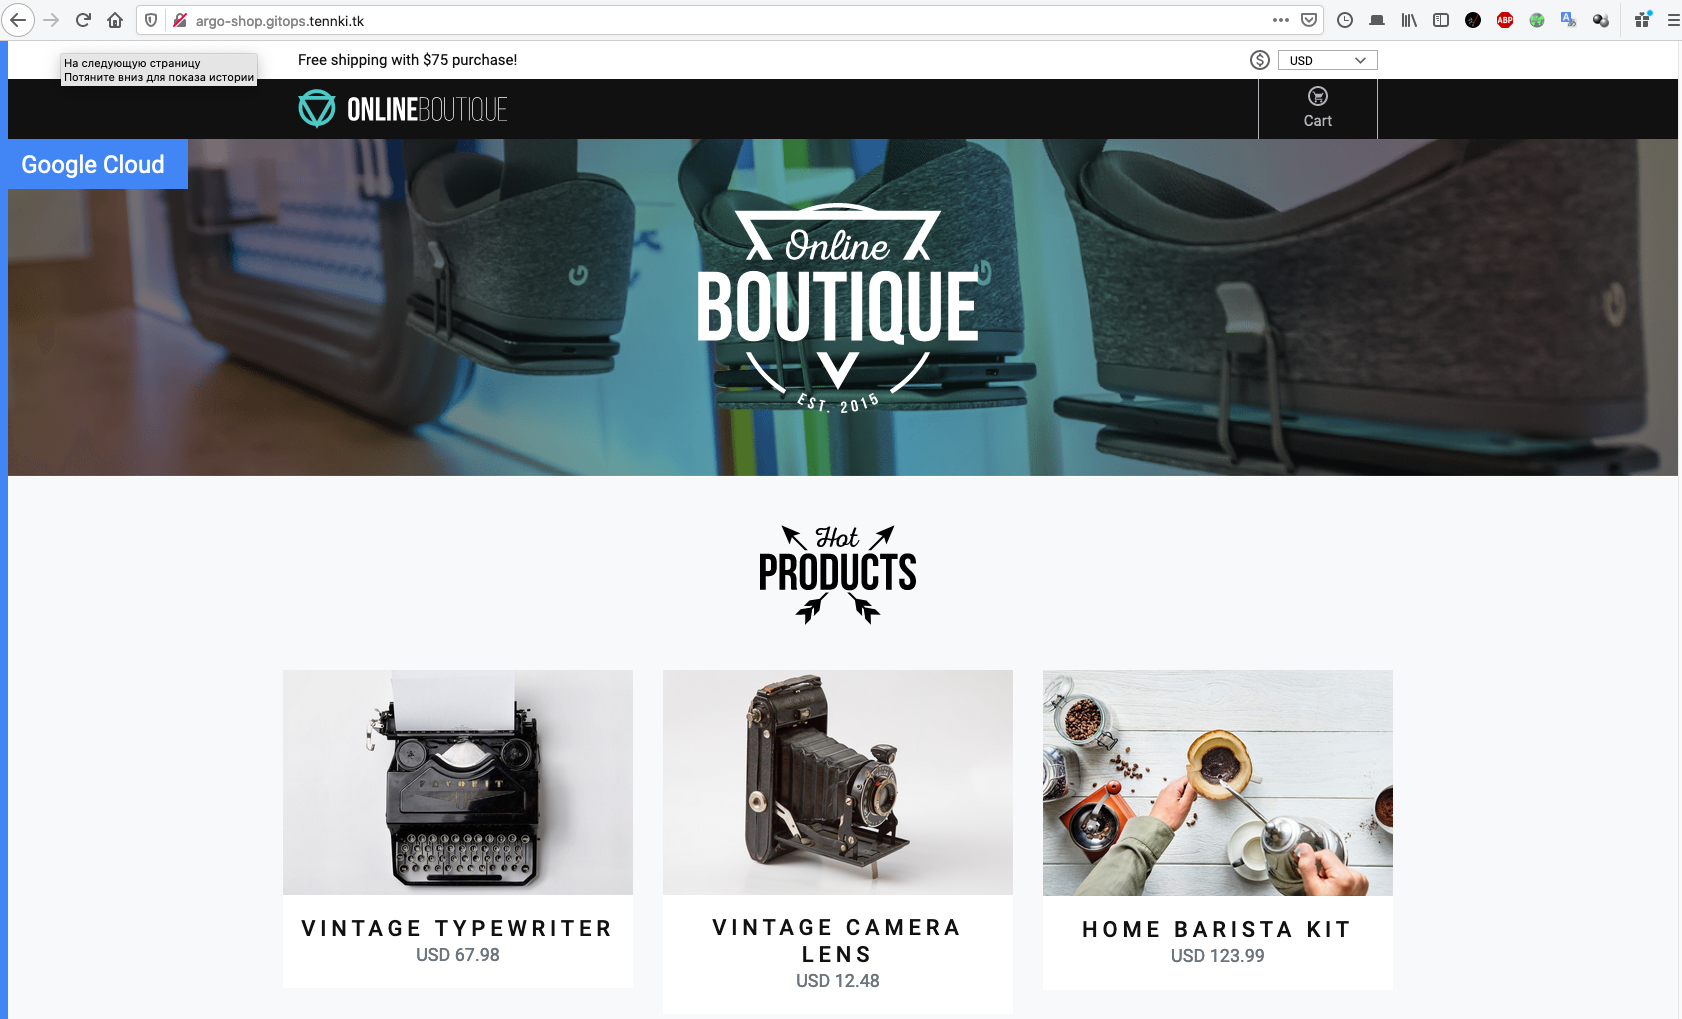 argo-shop.gitops.tennki.tk
ABP
На следующую страницу
Потяните вниз для показа истории
Free shipping with $75 purchase!
$
USD
ONLINEBOUTIQUE
Cart
Google Cloud
Online
BOUTIQUE
EST. 2015
Hot
PRODUCTS
FAVORIT
VINTAGE TYPEWRITER
USD 67.98
VINTAGE CAMERA
LENS
USD 12.48
HOME BARISTA KIT
USD 123.99